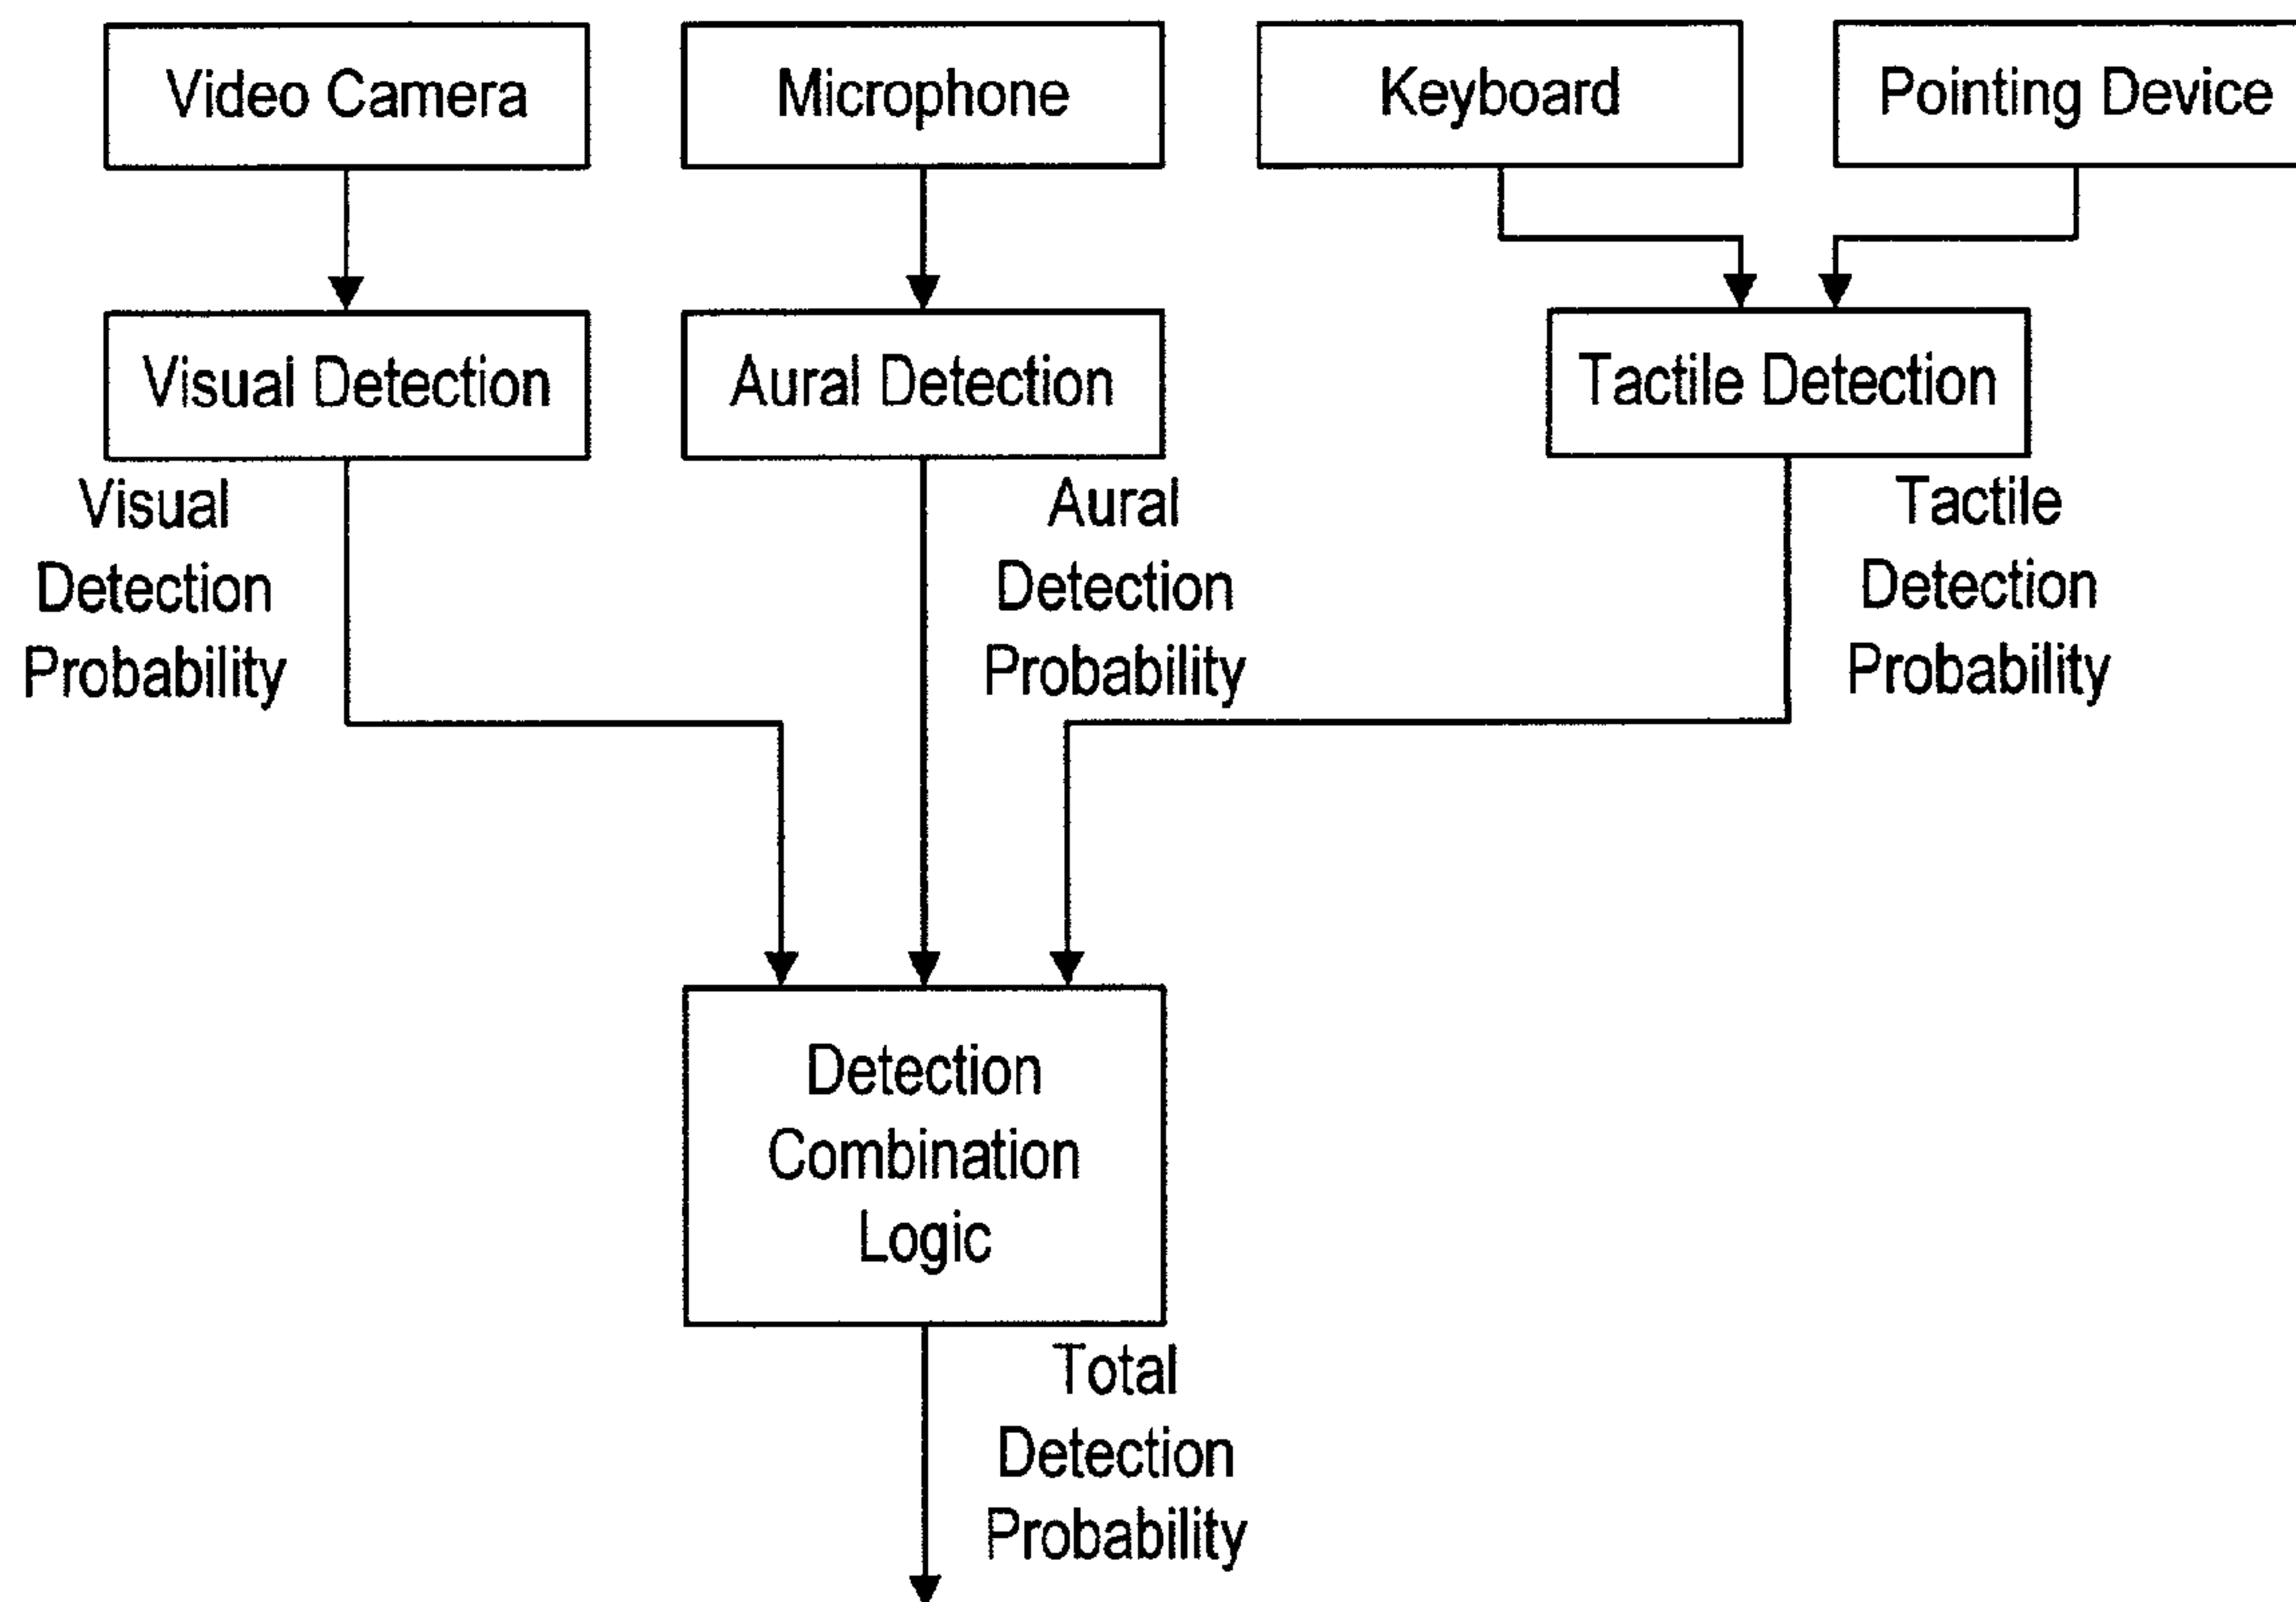 Video Camera
Microphone
Keyboard
Pointing Device
Visual Detection
Aural Detection
Tactile Detection
Visual
Detection
Probability
Aural
Detection
Probability
Tactile
Detection
Probability
Detection
Combination
Logic
Total
Detection
Probability